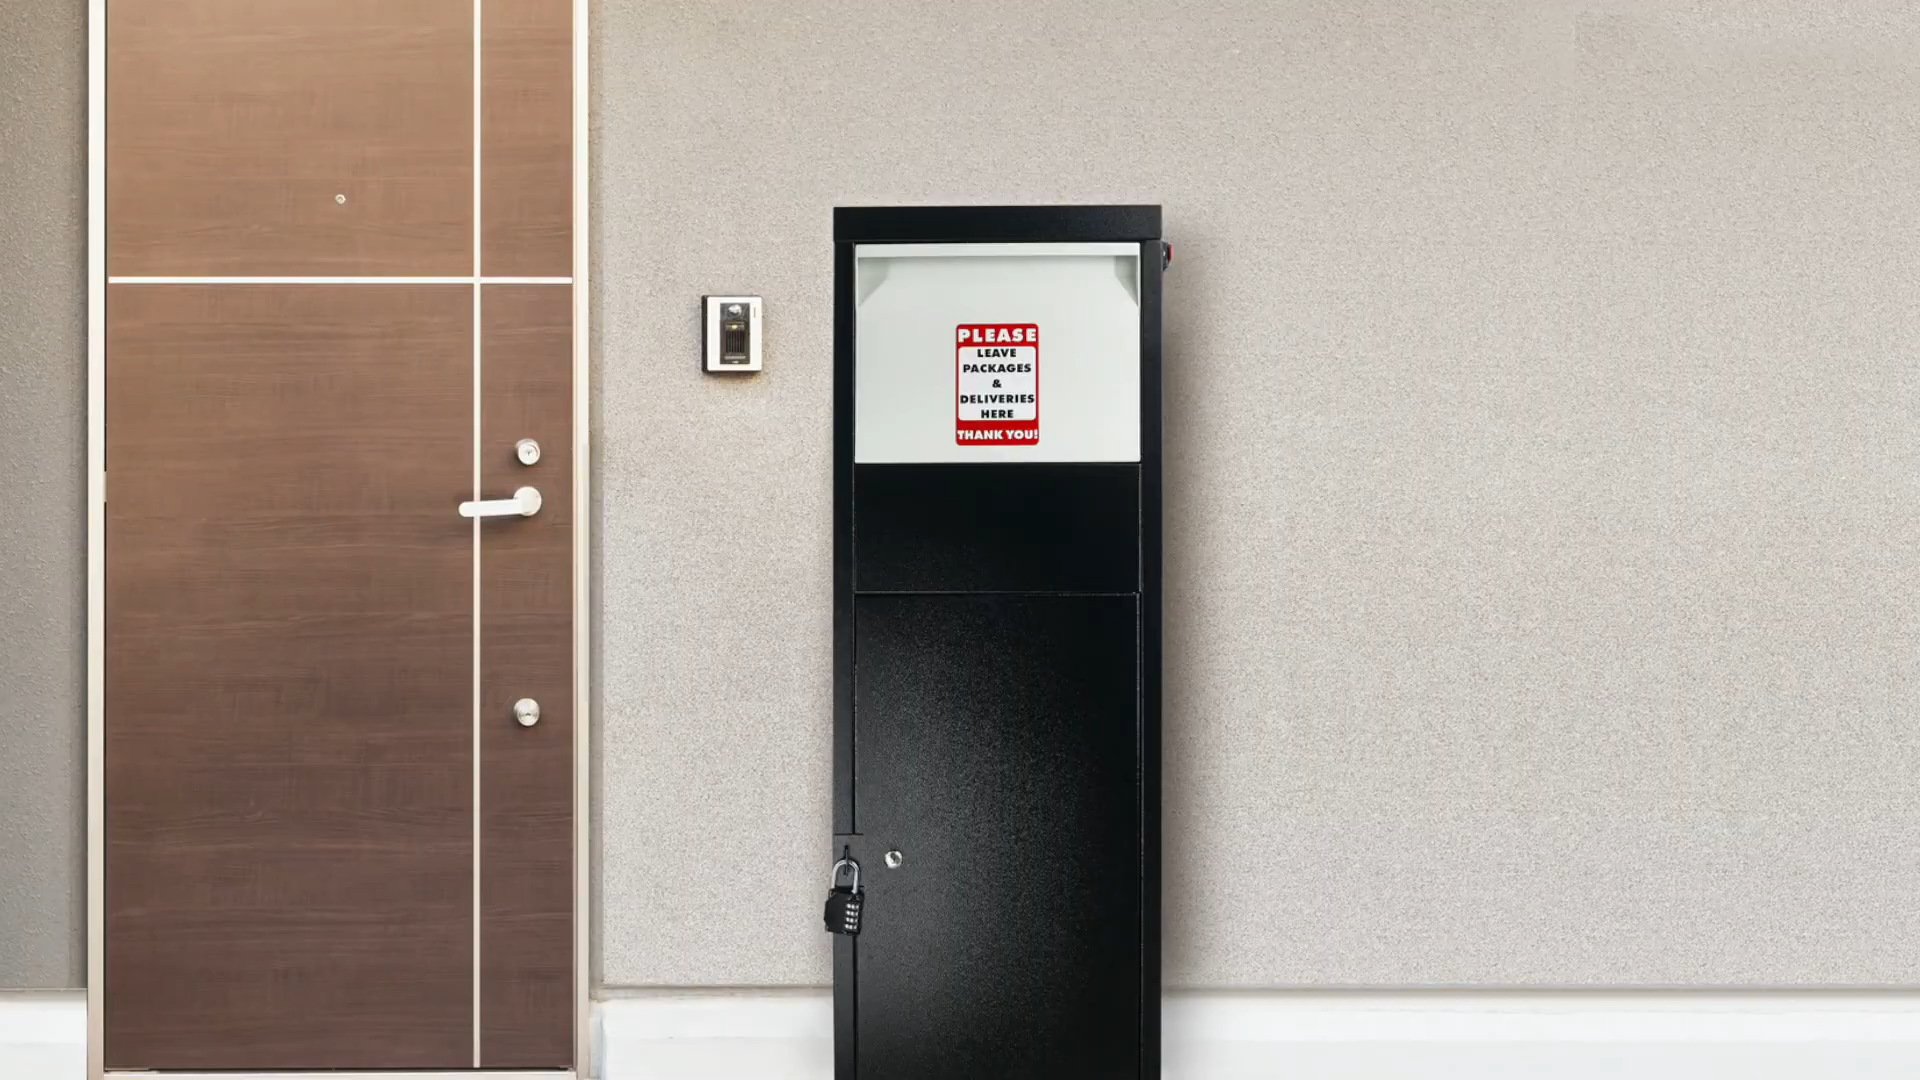 PLEASE
LEAVE
PACKAGES
&
DELIVERIES
HERE
THANK YOU!